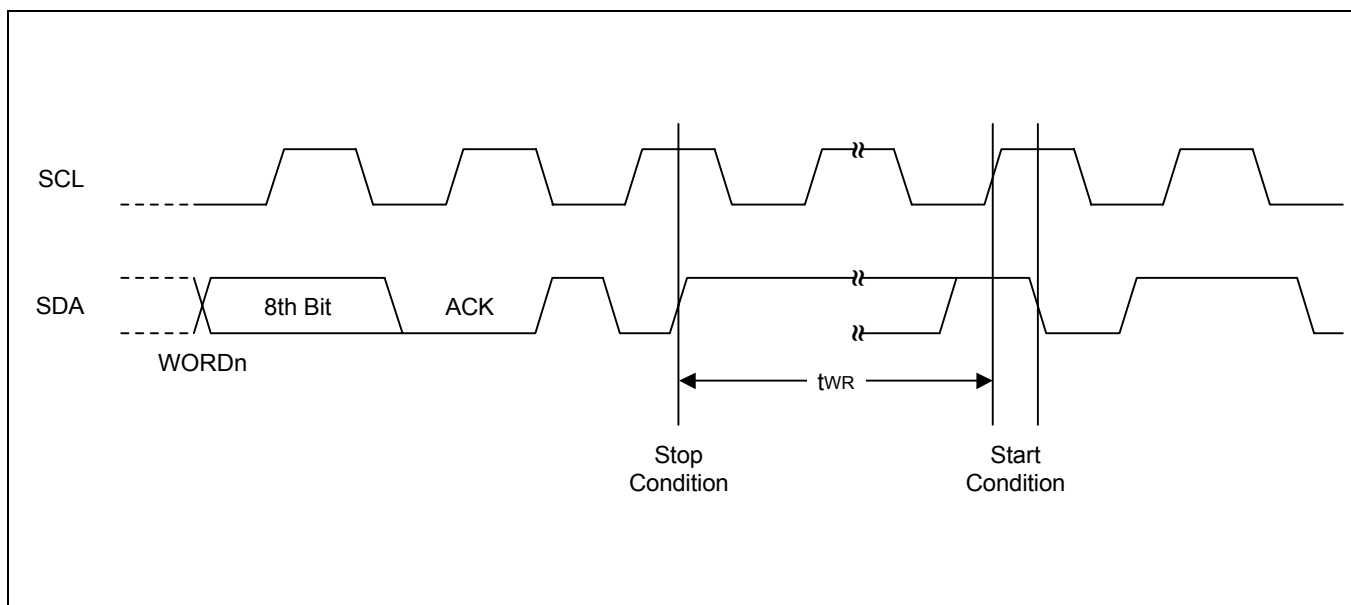 SCL
SDA
8th Bit
ACK
WORDn
tWR
Stop
Condition
Start
Condition